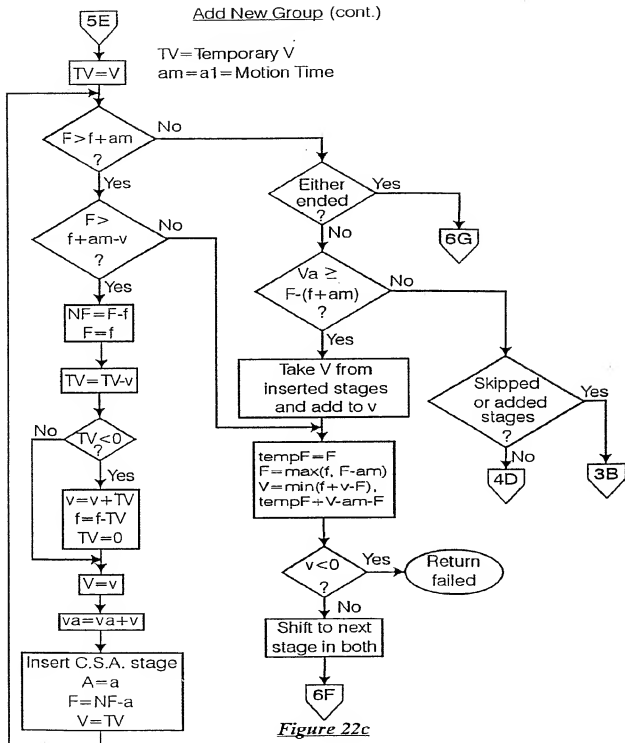 Add New Group (cont.)
5E
TV=Temporary V
am=a1=Motion Time
TV=V
F>f+am
?
No
Yes
F>
f+am-v
?
No
Yes
NF=F-f
F=f
TV=TV-v
TV<0
?
No
Yes
v=v+TV
f=f-TV
TV=0
V=v
va=va+v
Insert C.S.A. stage
A=a
F=NF-a
V=TV
Either
ended
?
Yes
6G
No
Va ≥
F-(f+am)
?
No
Yes
Take V from
inserted stages
and add to v
Skipped
or added
stages
?
Yes
3B
No
4D
tempF=F
F=max(f, F-am)
V=min(f+v-F),
tempF+V-am-F
v<0
?
Yes
Return
failed
No
Shift to next
stage in both
6F
Figure 22c